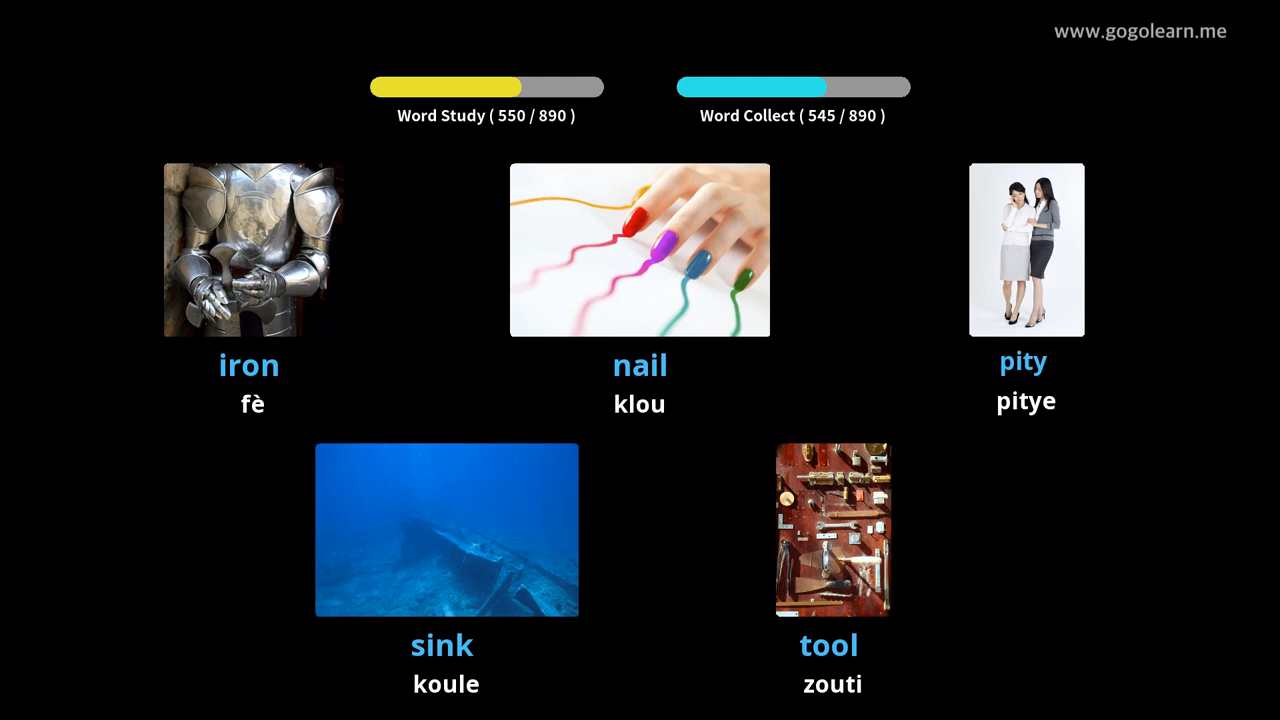 www.gogolearn.me
Word Study ( 550 / 890 )
Word Collect ( 545 / 890 )
iron
fè
nail
klou
pity
pitye
sink
koule
tool
zouti